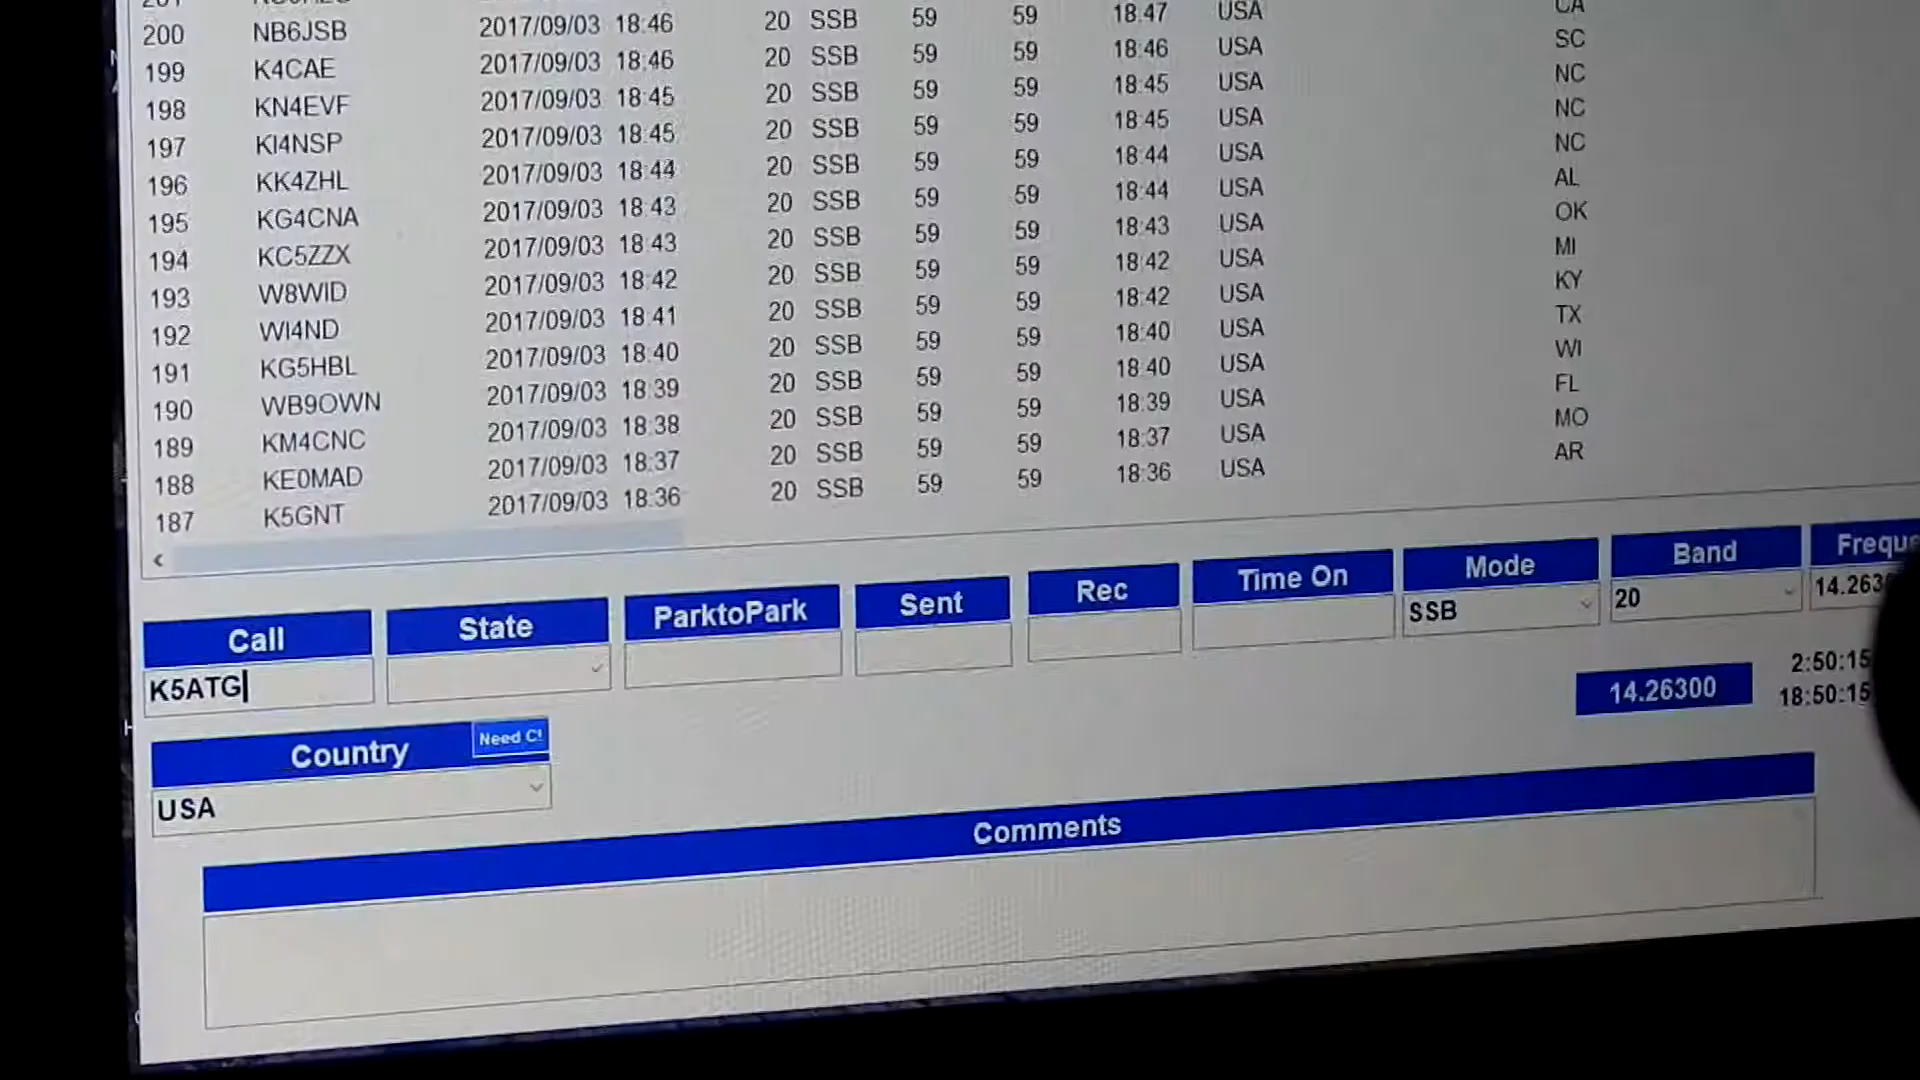 200 NB6JSB 2017/09/03 18:46 20 SSB 59 59 18:47 USA CA
199 K4CAE 2017/09/03 18:46 20 SSB 59 59 18:46 USA SC
198 KN4EVF 2017/09/03 18:45 20 SSB 59 59 18:45 USA NC
197 KI4NSP 2017/09/03 18:45 20 SSB 59 59 18:45 USA NC
196 KK4ZHL 2017/09/03 18:44 20 SSB 59 59 18:44 USA NC
195 KG4CNA 2017/09/03 18:43 20 SSB 59 59 18:44 USA AL
194 KC5ZZX 2017/09/03 18:43 20 SSB 59 59 18:43 USA OK
193 W8WID 2017/09/03 18:42 20 SSB 59 59 18:42 USA MI
192 WI4ND 2017/09/03 18:41 20 SSB 59 59 18:42 USA KY
191 KG5HBL 2017/09/03 18:40 20 SSB 59 59 18:40 USA TX
190 WB9OWN 2017/09/03 18:39 20 SSB 59 59 18:40 USA WI
189 KM4CNC 2017/09/03 18:38 20 SSB 59 59 18:39 USA FL
188 KE0MAD 2017/09/03 18:37 20 SSB 59 59 18:37 USA MO
187 K5GNT 2017/09/03 18:36 20 SSB 59 59 18:36 USA AR
Call State ParktoPark Sent Rec Time On Mode Band Freque
K5ATG SSB 20 14.263
14.26300 2:50:15
18:50:15
Country Need C!
USA
Comments